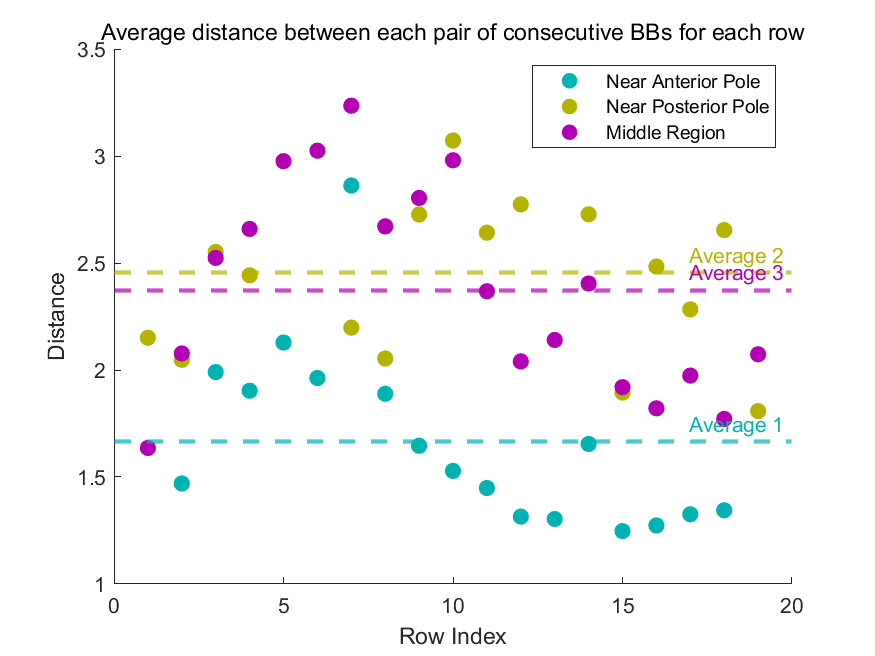 Average distance between each pair of consecutive BBs for each row
3.5
3
2.5
2
1.5
1
Distance
Near Anterior Pole
Near Posterior Pole
Middle Region
Average 2
Average 3
Average 1
0
5
10
15
20
Row Index